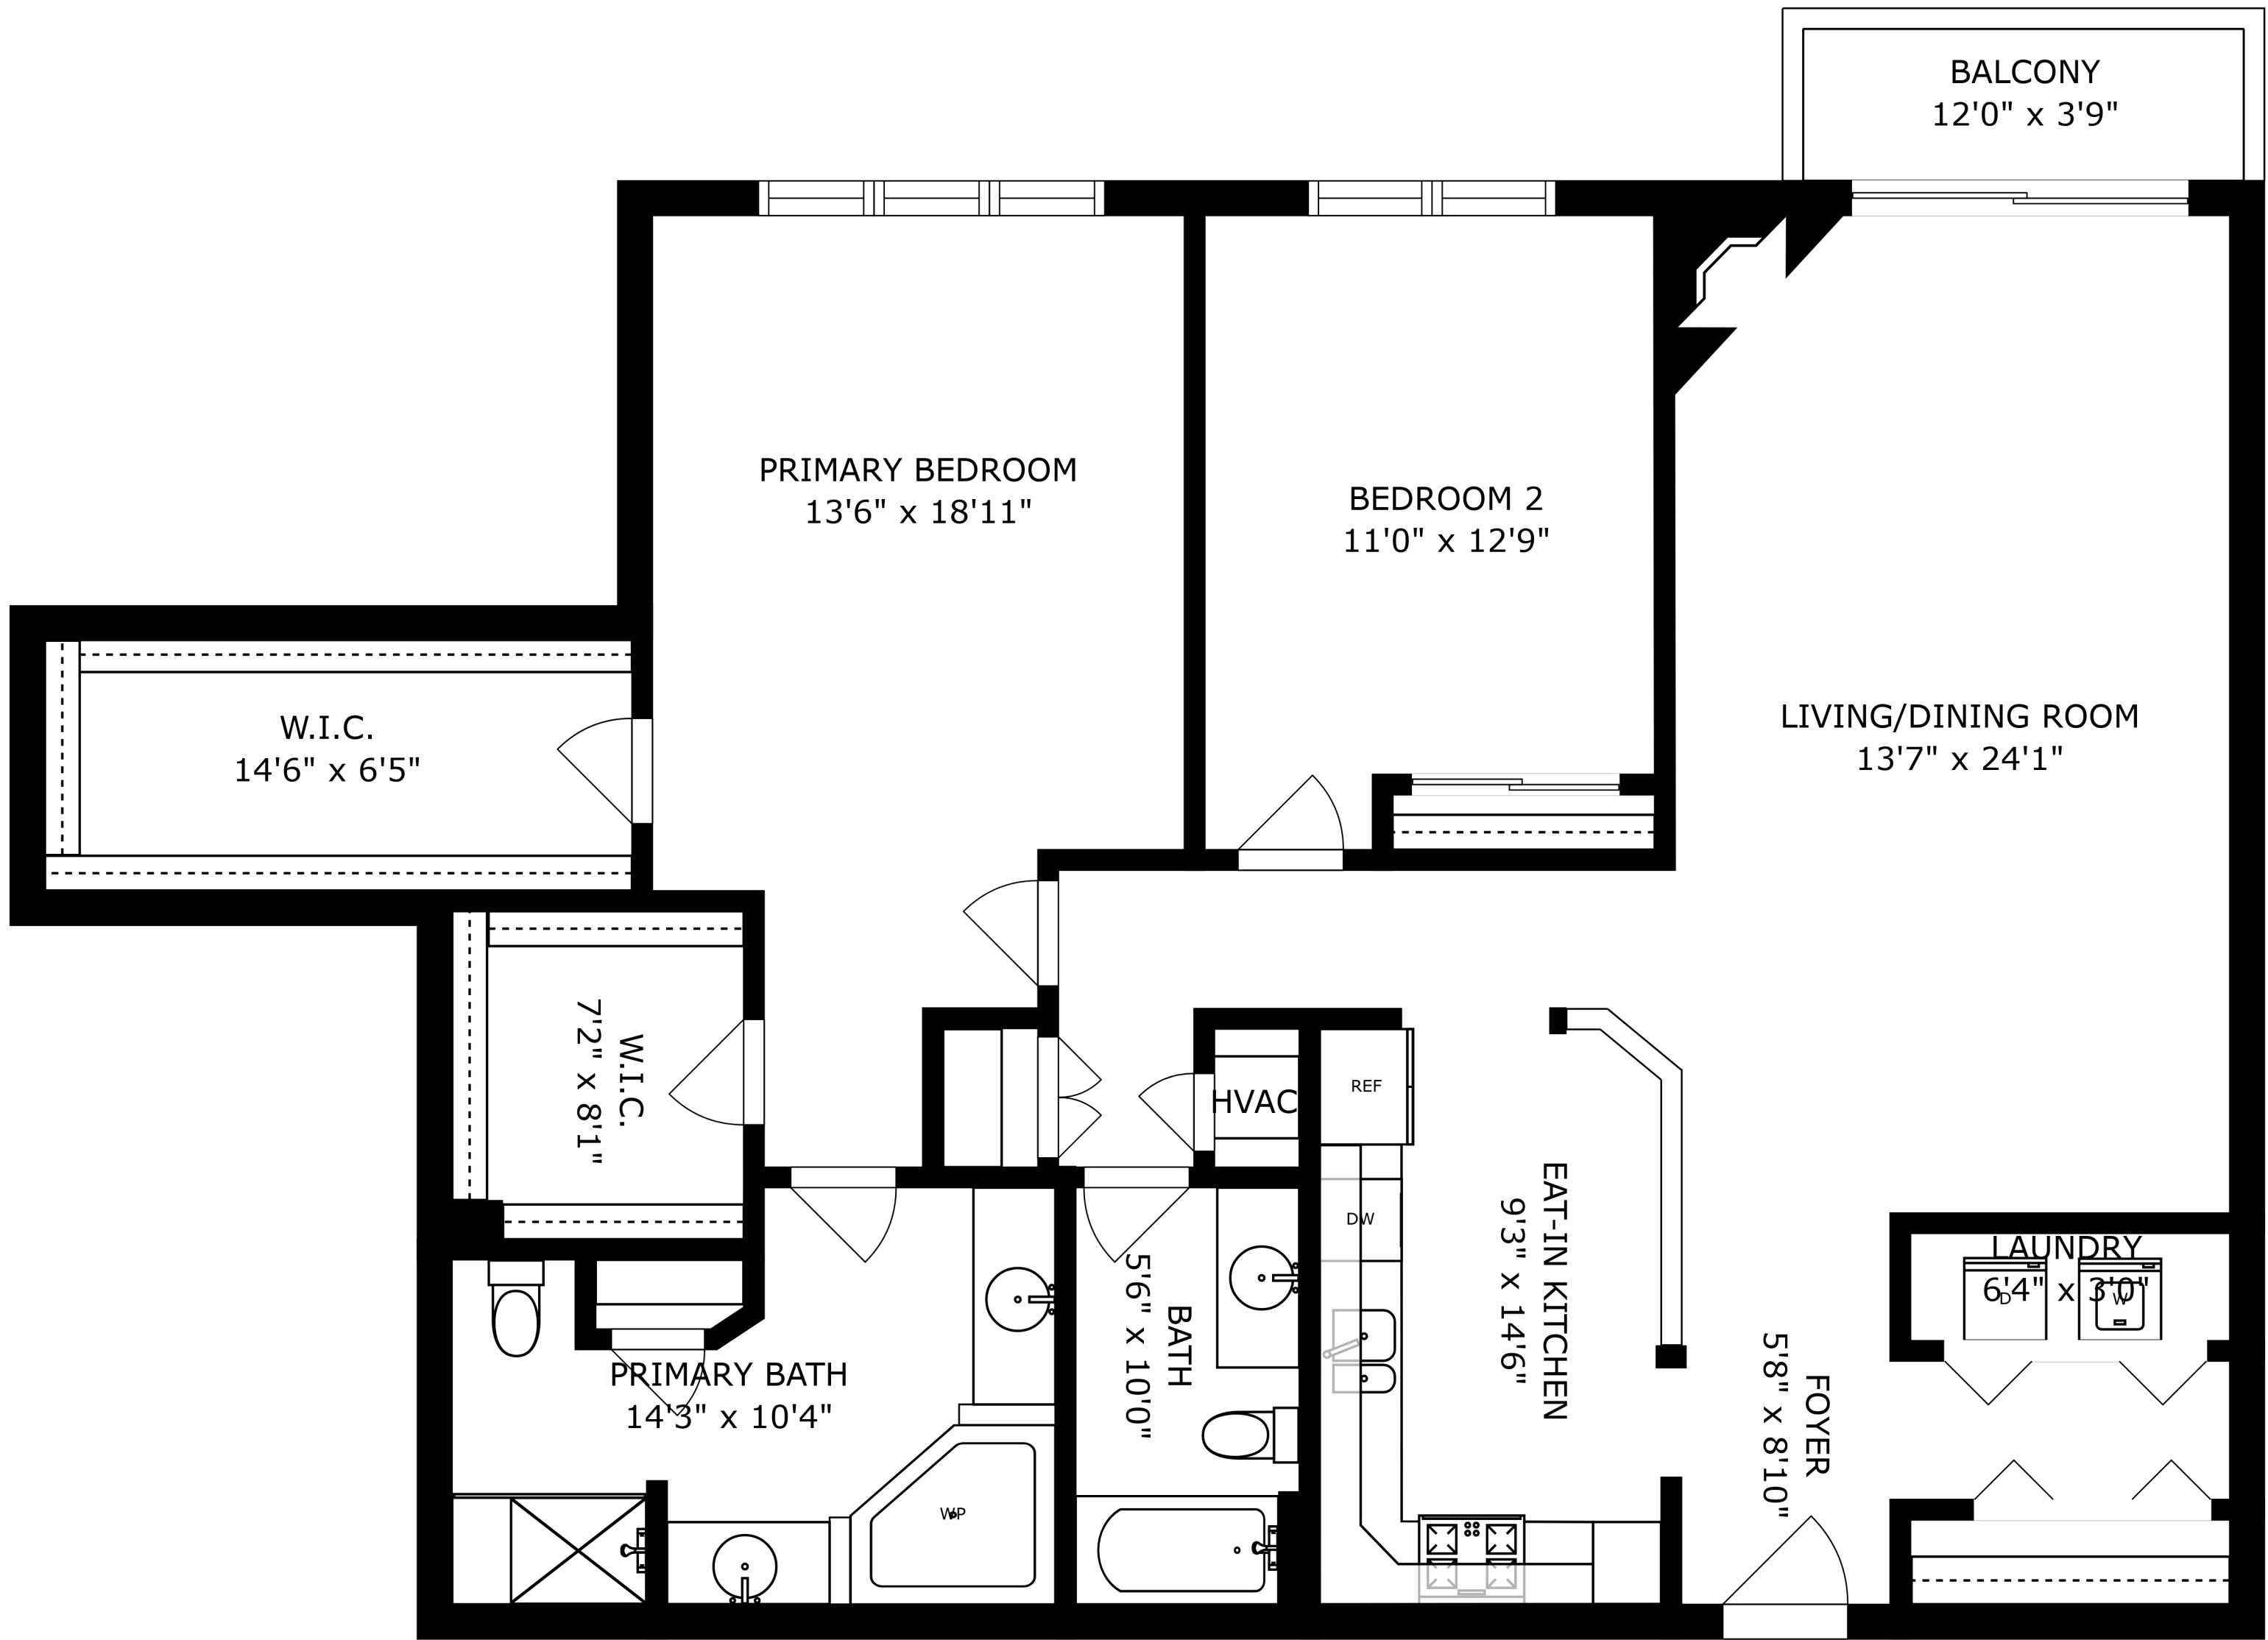 BALCONY
12'0" x 3'9"
PRIMARY BEDROOM
13'6" x 18'11"
BEDROOM 2
11'0" x 12'9"
LIVING/DINING ROOM
13'7" x 24'1"
W.I.C.
14'6" x 6'5"
W.I.C.
7'2" x 8'1"
HVAC
REF
DW
EAT-IN KITCHEN
9'3" x 14'6"
LAUNDRY
6'4" x 3'0"
D
W
BATH
5'6" x 10'0"
FOYER
5'8" x 8'10"
PRIMARY BATH
14'3" x 10'4"
WP